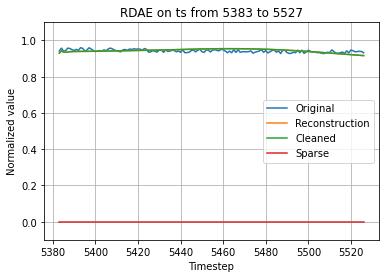 RDAE on ts from 5383 to 5527
Normalized value
1.0
0.8
0.6
0.4
0.2
0.0
Original
Reconstruction
Cleaned
Sparse
5380 5400 5420 5440 5460 5480 5500 5520
Timestep